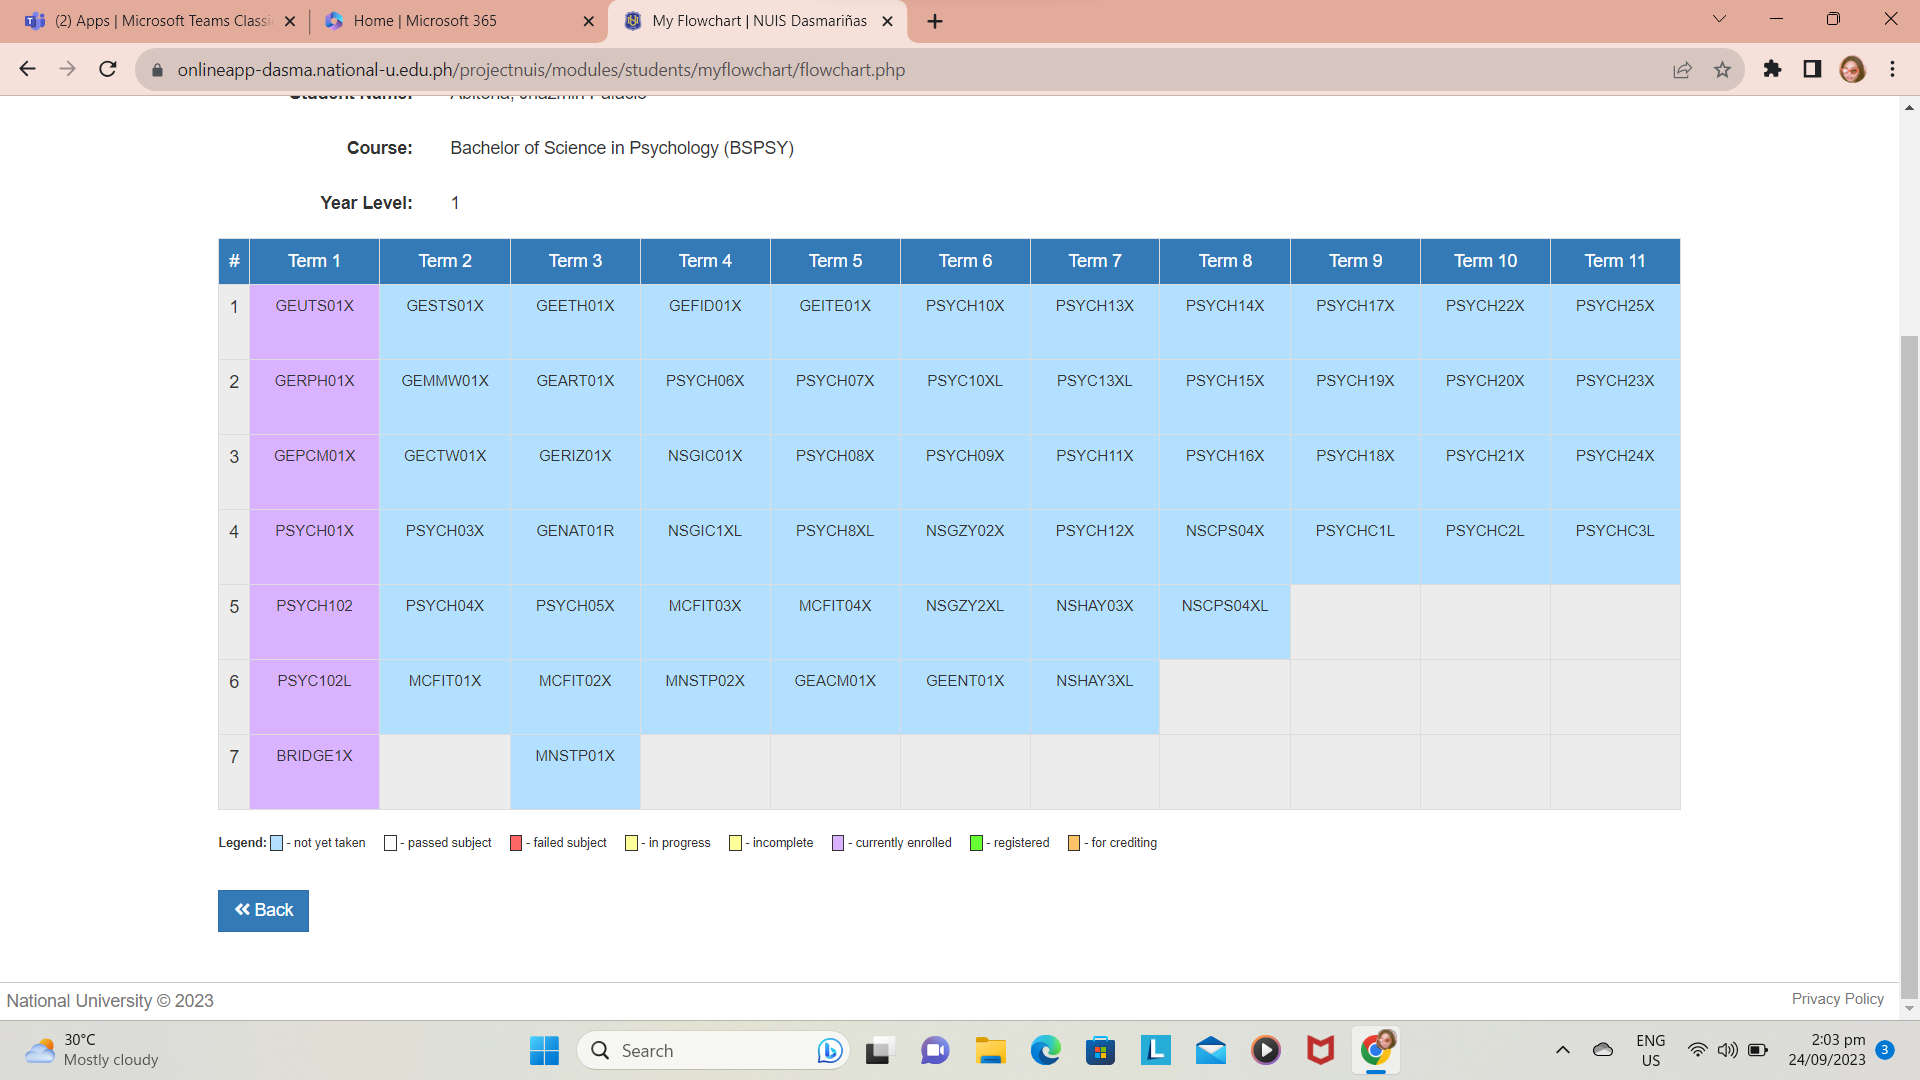 (2) Apps | Microsoft Teams Classi
Home | Microsoft 365
My Flowchart | NUIS Dasmariñas
onlineapp-dasma.national-u.edu.ph/projectnuis/modules/students/myflowchart/flowchart.php
Student Name:
Course: Bachelor of Science in Psychology (BSPSY)
Year Level: 1
# Term 1 Term 2 Term 3 Term 4 Term 5 Term 6 Term 7 Term 8 Term 9 Term 10 Term 11
1 GEUTS01X GESTS01X GEETH01X GEFID01X GEITE01X PSYCH10X PSYCH13X PSYCH14X PSYCH17X PSYCH22X PSYCH25X
2 GERPH01X GEMMW01X GEART01X PSYCH06X PSYCH07X PSYC10XL PSYC13XL PSYCH15X PSYCH19X PSYCH20X PSYCH23X
3 GEPCM01X GECTW01X GERIZ01X NSGIC01X PSYCH08X PSYCH09X PSYCH11X PSYCH16X PSYCH18X PSYCH21X PSYCH24X
4 PSYCH01X PSYCH03X GENAT01R NSGIC1XL PSYCH8XL NSGZY02X PSYCH12X NSCPS04X PSYCHC1L PSYCHC2L PSYCHC3L
5 PSYCH102 PSYCH04X PSYCH05X MCFIT03X MCFIT04X NSGZY2XL NSHAY03X NSCPS04XL
6 PSYC102L MCFIT01X MCFIT02X MNSTP02X GEACM01X GEENT01X NSHAY3XL
7 BRIDGE1X MNSTP01X
Legend: - not yet taken - passed subject - failed subject - in progress - incomplete - currently enrolled - registered - for crediting
Back
National University © 2023
Privacy Policy
30°C
Mostly cloudy
Search
ENG
US
2:03 pm
24/09/2023
3